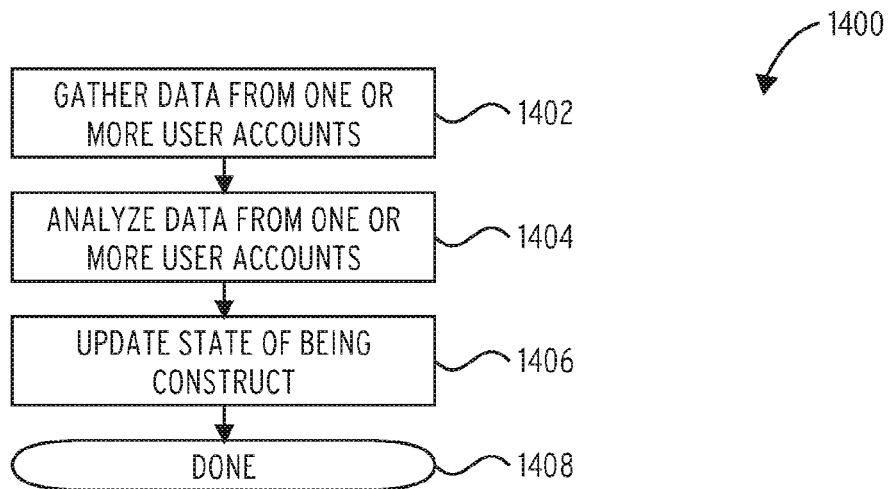 1400
GATHER DATA FROM ONE OR
MORE USER ACCOUNTS
1402
ANALYZE DATA FROM ONE OR
MORE USER ACCOUNTS
1404
UPDATE STATE OF BEING
CONSTRUCT
1406
DONE
1408